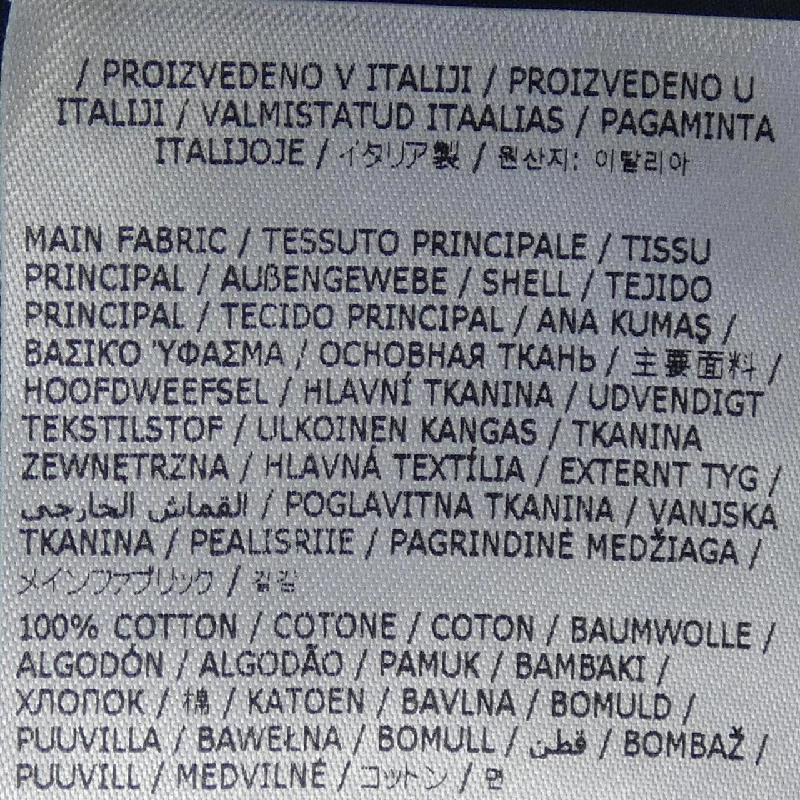 / PROIZVEDENO V ITALIJI / PROIZVEDENO U
ITALIJI / VALMISTATUD ITAALIAS / PAGAMINTA
ITALIJOJE / イタリア製 / 원산지: 이탈리아
MAIN FABRIC / TESSUTO PRINCIPALE / TISSU
PRINCIPAL / AUßENGEWEBE / SHELL / TEJIDO
PRINCIPAL / TECIDO PRINCIPAL / ANA KUMAŞ /
ΒΑΣΙΚΟ ΎΦΑΣΜΑ / ОСНОВНАЯ ТКАНЬ / 主要面料 /
HOOFDWEEFSEL / HLAVNÍ TKANINA / UDVENDIGT
TEKSTILSTOF / ULKOINEN KANGAS / TKANINA
ZEWNĘTRZNA / HLAVNÁ TEXTÍLIA / EXTERNT TYG /
القماش الخارجي / POGLAVITNA TKANINA / VANJSKA
TKANINA / PEALISRIIE / PAGRINDINĖ MEDŽIAGA /
メインファブリック / 겉감
100% COTTON / COTONE / COTON / BAUMWOLLE /
ALGODÓN / ALGODÃO / PAMUK / BAMBAKI /
ХЛОПОК / 棉 / KATOEN / BAVLNA / BOMULD /
PUUVILLA / BAWEŁNA / BOMULL / قطن / BOMBAŽ /
PUUVILL / MEDVILNĖ / コットン / 면